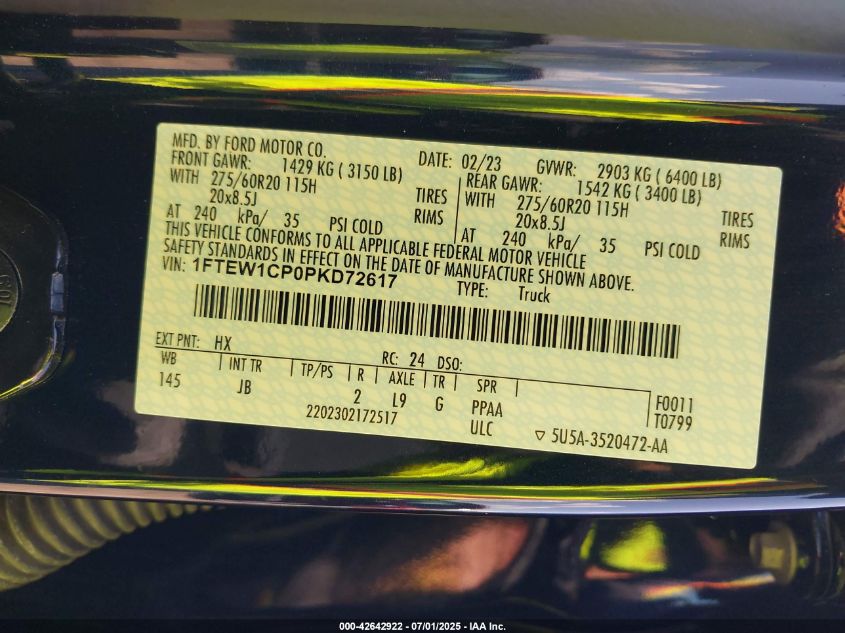 MFD. BY FORD MOTOR CO. DATE: 02/23 GVWR: 2903 KG ( 6400 LB)
FRONT GAWR: 1429 KG ( 3150 LB) REAR GAWR: 1542 KG ( 3400 LB)
WITH 275/60R20 115H TIRES WITH 275/60R20 115H TIRES
20x8.5J RIMS 20x8.5J RIMS
AT 240 kPa/ 35 PSI COLD AT 240 kPa/ 35 PSI COLD
THIS VEHICLE CONFORMS TO ALL APPLICABLE FEDERAL MOTOR VEHICLE
SAFETY STANDARDS IN EFFECT ON THE DATE OF MANUFACTURE SHOWN ABOVE.
VIN: 1FTEW1CP0PKD72617 TYPE: Truck
EXT PNT: HX RC: 24 DSO:
WB INT TR TP/PS R AXLE TR SPR
145 JB 2 L9 G PPAA F0011
2202302172517 ULC T0799
▽ 5U5A-3520472-AA
000-42642922 - 07/01/2025 - IAA Inc.